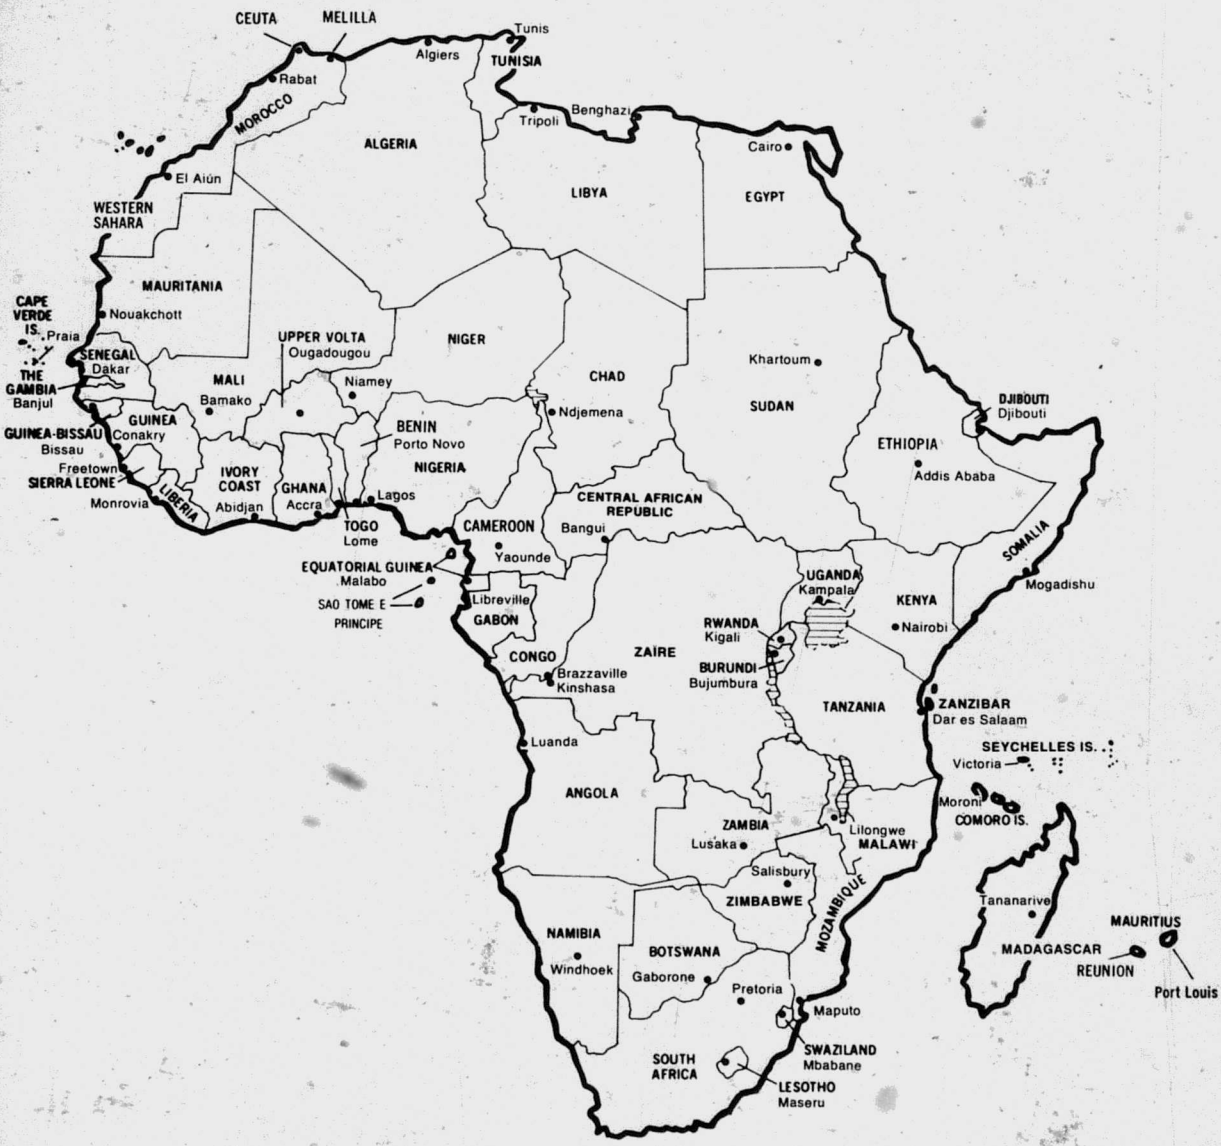 CEUTA
MELILLA
Tunis
Algiers
TUNISIA
Rabat
MOROCCO
Tripoli
Benghazi
Cairo
ALGERIA
El Aiún
LIBYA
EGYPT
WESTERN
SAHARA
MAURITANIA
CAPE
VERDE
IS.
Praia
Nouakchott
UPPER VOLTA
Ougadougou
NIGER
SENEGAL
Dakar
Khartoum
THE
GAMBIA
Banjul
MALI
Bamako
Niamey
CHAD
Ndjemena
SUDAN
DJIBOUTI
Djibouti
GUINEA
GUINEA-BISSAU
Conakry
Bissau
BENIN
Porto Novo
NIGERIA
ETHIOPIA
Addis Ababa
Freetown
SIERRA LEONE
IVORY
COAST
GHANA
Accra
Monrovia
LIBERIA
Abidjan
Lagos
TOGO
Lome
CENTRAL AFRICAN
REPUBLIC
Bangui
CAMEROON
Yaounde
SOMALIA
Mogadishu
EQUATORIAL GUINEA
Malabo
SAO TOME E
PRINCIPE
Libreville
GABON
UGANDA
Kampala
KENYA
Nairobi
RWANDA
Kigali
CONGO
ZAÏRE
BURUNDI
Bujumbura
Brazzaville
Kinshasa
TANZANIA
ZANZIBAR
Dar es Salaam
Luanda
SEYCHELLES IS.
Victoria
ANGOLA
Moroni
COMORO IS.
ZAMBIA
Lusaka
Lilongwe
MALAWI
Salisbury
ZIMBABWE
MOZAMBIQUE
Tananarive
MADAGASCAR
MAURITIUS
REUNION
Port Louis
NAMIBIA
Windhoek
BOTSWANA
Gaborone
Pretoria
Maputo
SWAZILAND
Mbabane
SOUTH
AFRICA
LESOTHO
Maseru